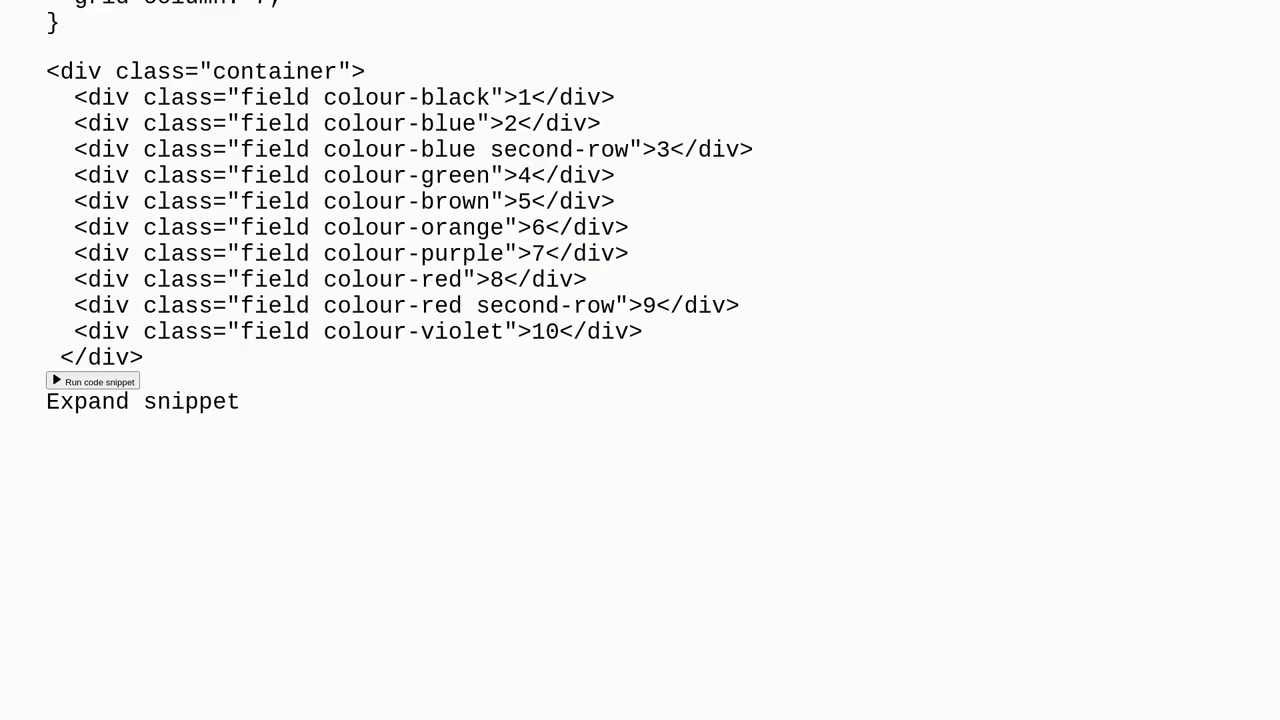 grid-column: 7;
}
<div class="container">
<div class="field colour-black">1</div>
<div class="field colour-blue">2</div>
<div class="field colour-blue second-row">3</div>
<div class="field colour-green">4</div>
<div class="field colour-brown">5</div>
<div class="field colour-orange">6</div>
<div class="field colour-purple">7</div>
<div class="field colour-red">8</div>
<div class="field colour-red second-row">9</div>
<div class="field colour-violet">10</div>
</div>
Run code snippet
Expand snippet